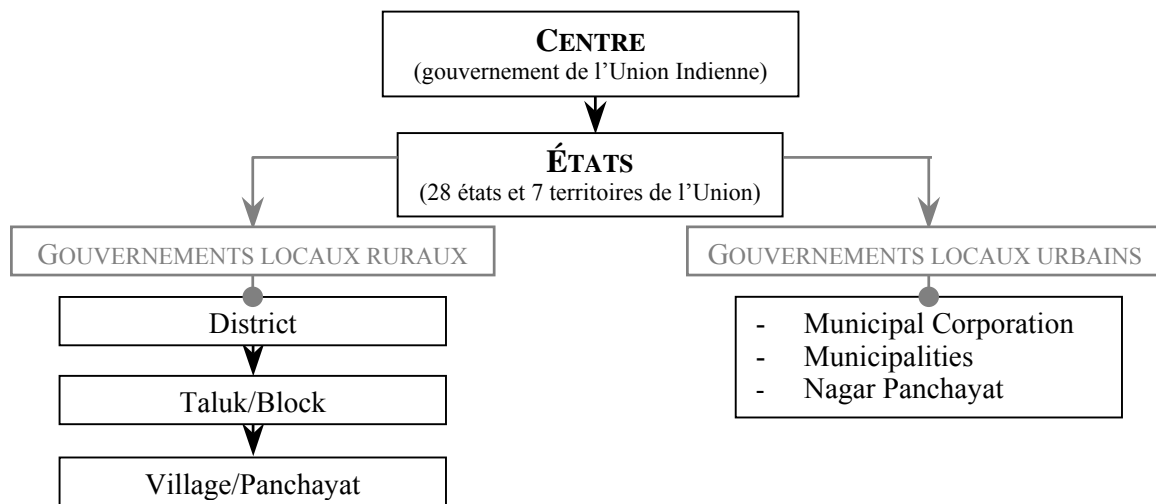 CENTRE
(gouvernement de l’Union Indienne)
ÉTATS
(28 états et 7 territoires de l’Union)
GOUVERNEMENTS LOCAUX RURAUX
GOUVERNEMENTS LOCAUX URBAINS
District
Taluk/Block
Village/Panchayat
- Municipal Corporation
- Municipalities
- Nagar Panchayat